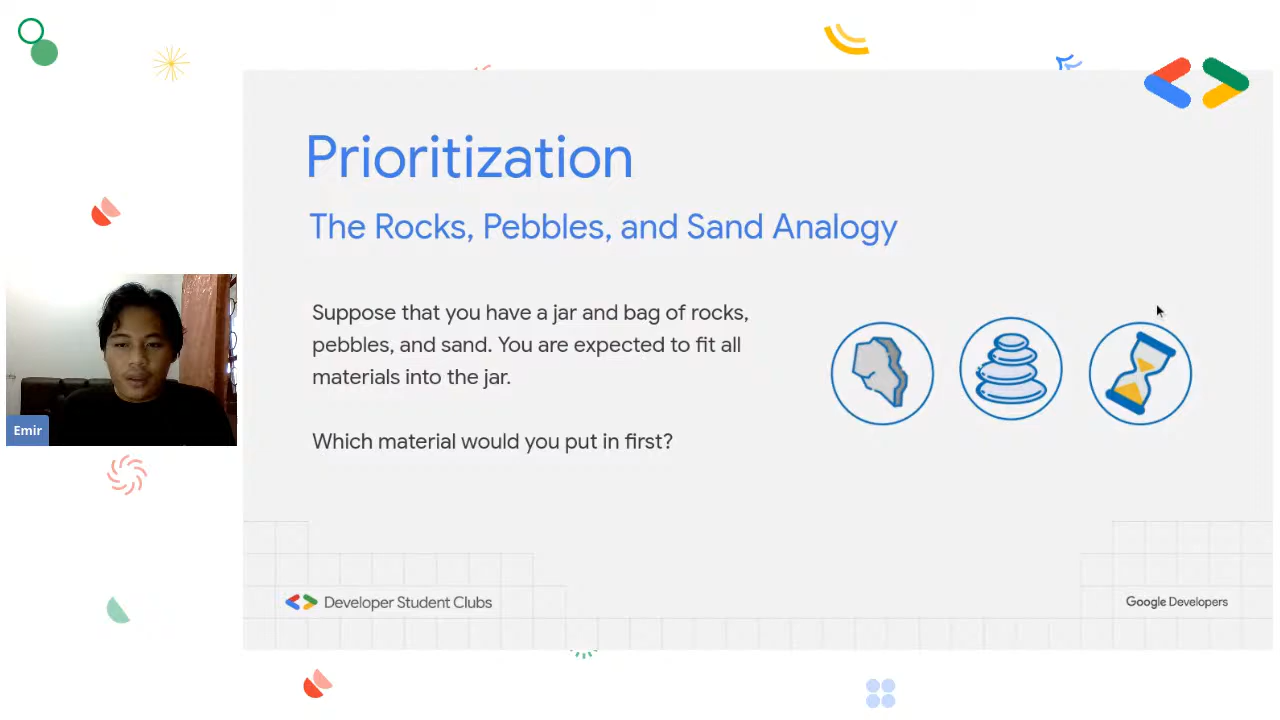 Prioritization
The Rocks, Pebbles, and Sand Analogy
Suppose that you have a jar and bag of rocks,
pebbles, and sand. You are expected to fit all
materials into the jar.
Which material would you put in first?
Emir
Developer Student Clubs
Google Developers